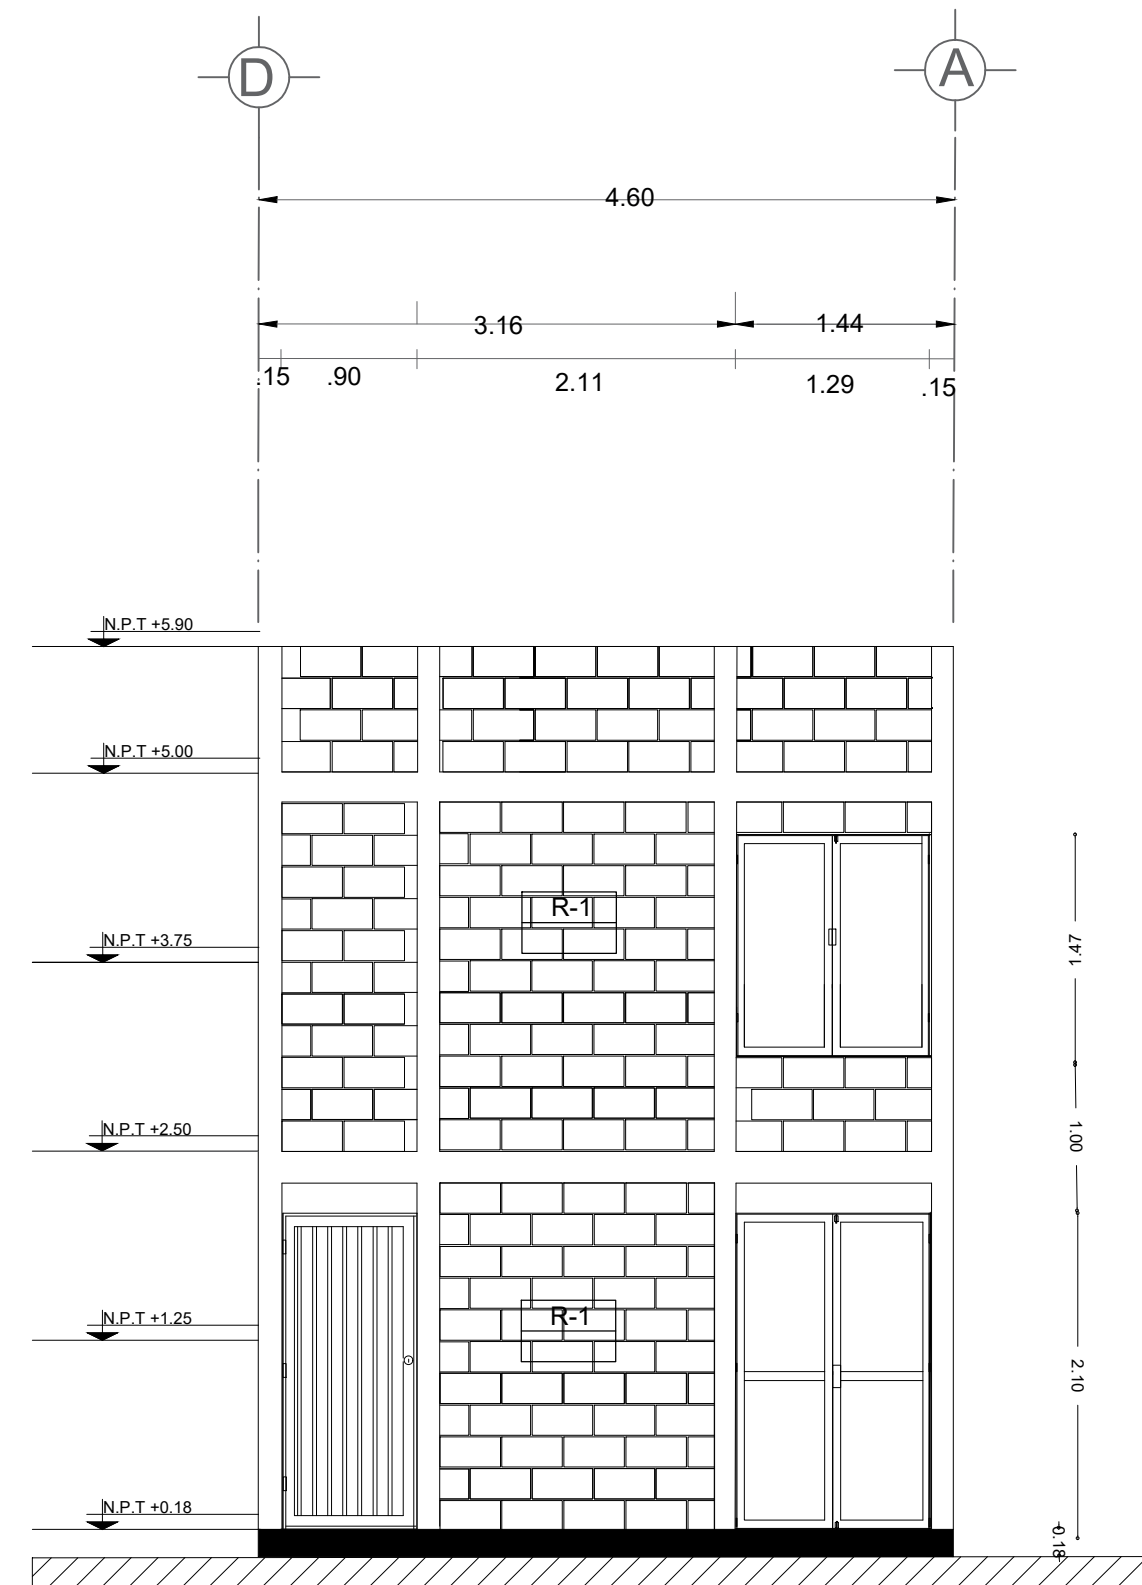 D
A
4.60
3.16
1.44
.15
.90
2.11
1.29
.15
N.P.T +5.90
N.P.T +5.00
R-1
N.P.T +3.75
1.47
N.P.T +2.50
1.00
N.P.T +1.25
R-1
2.10
N.P.T +0.18
0.18